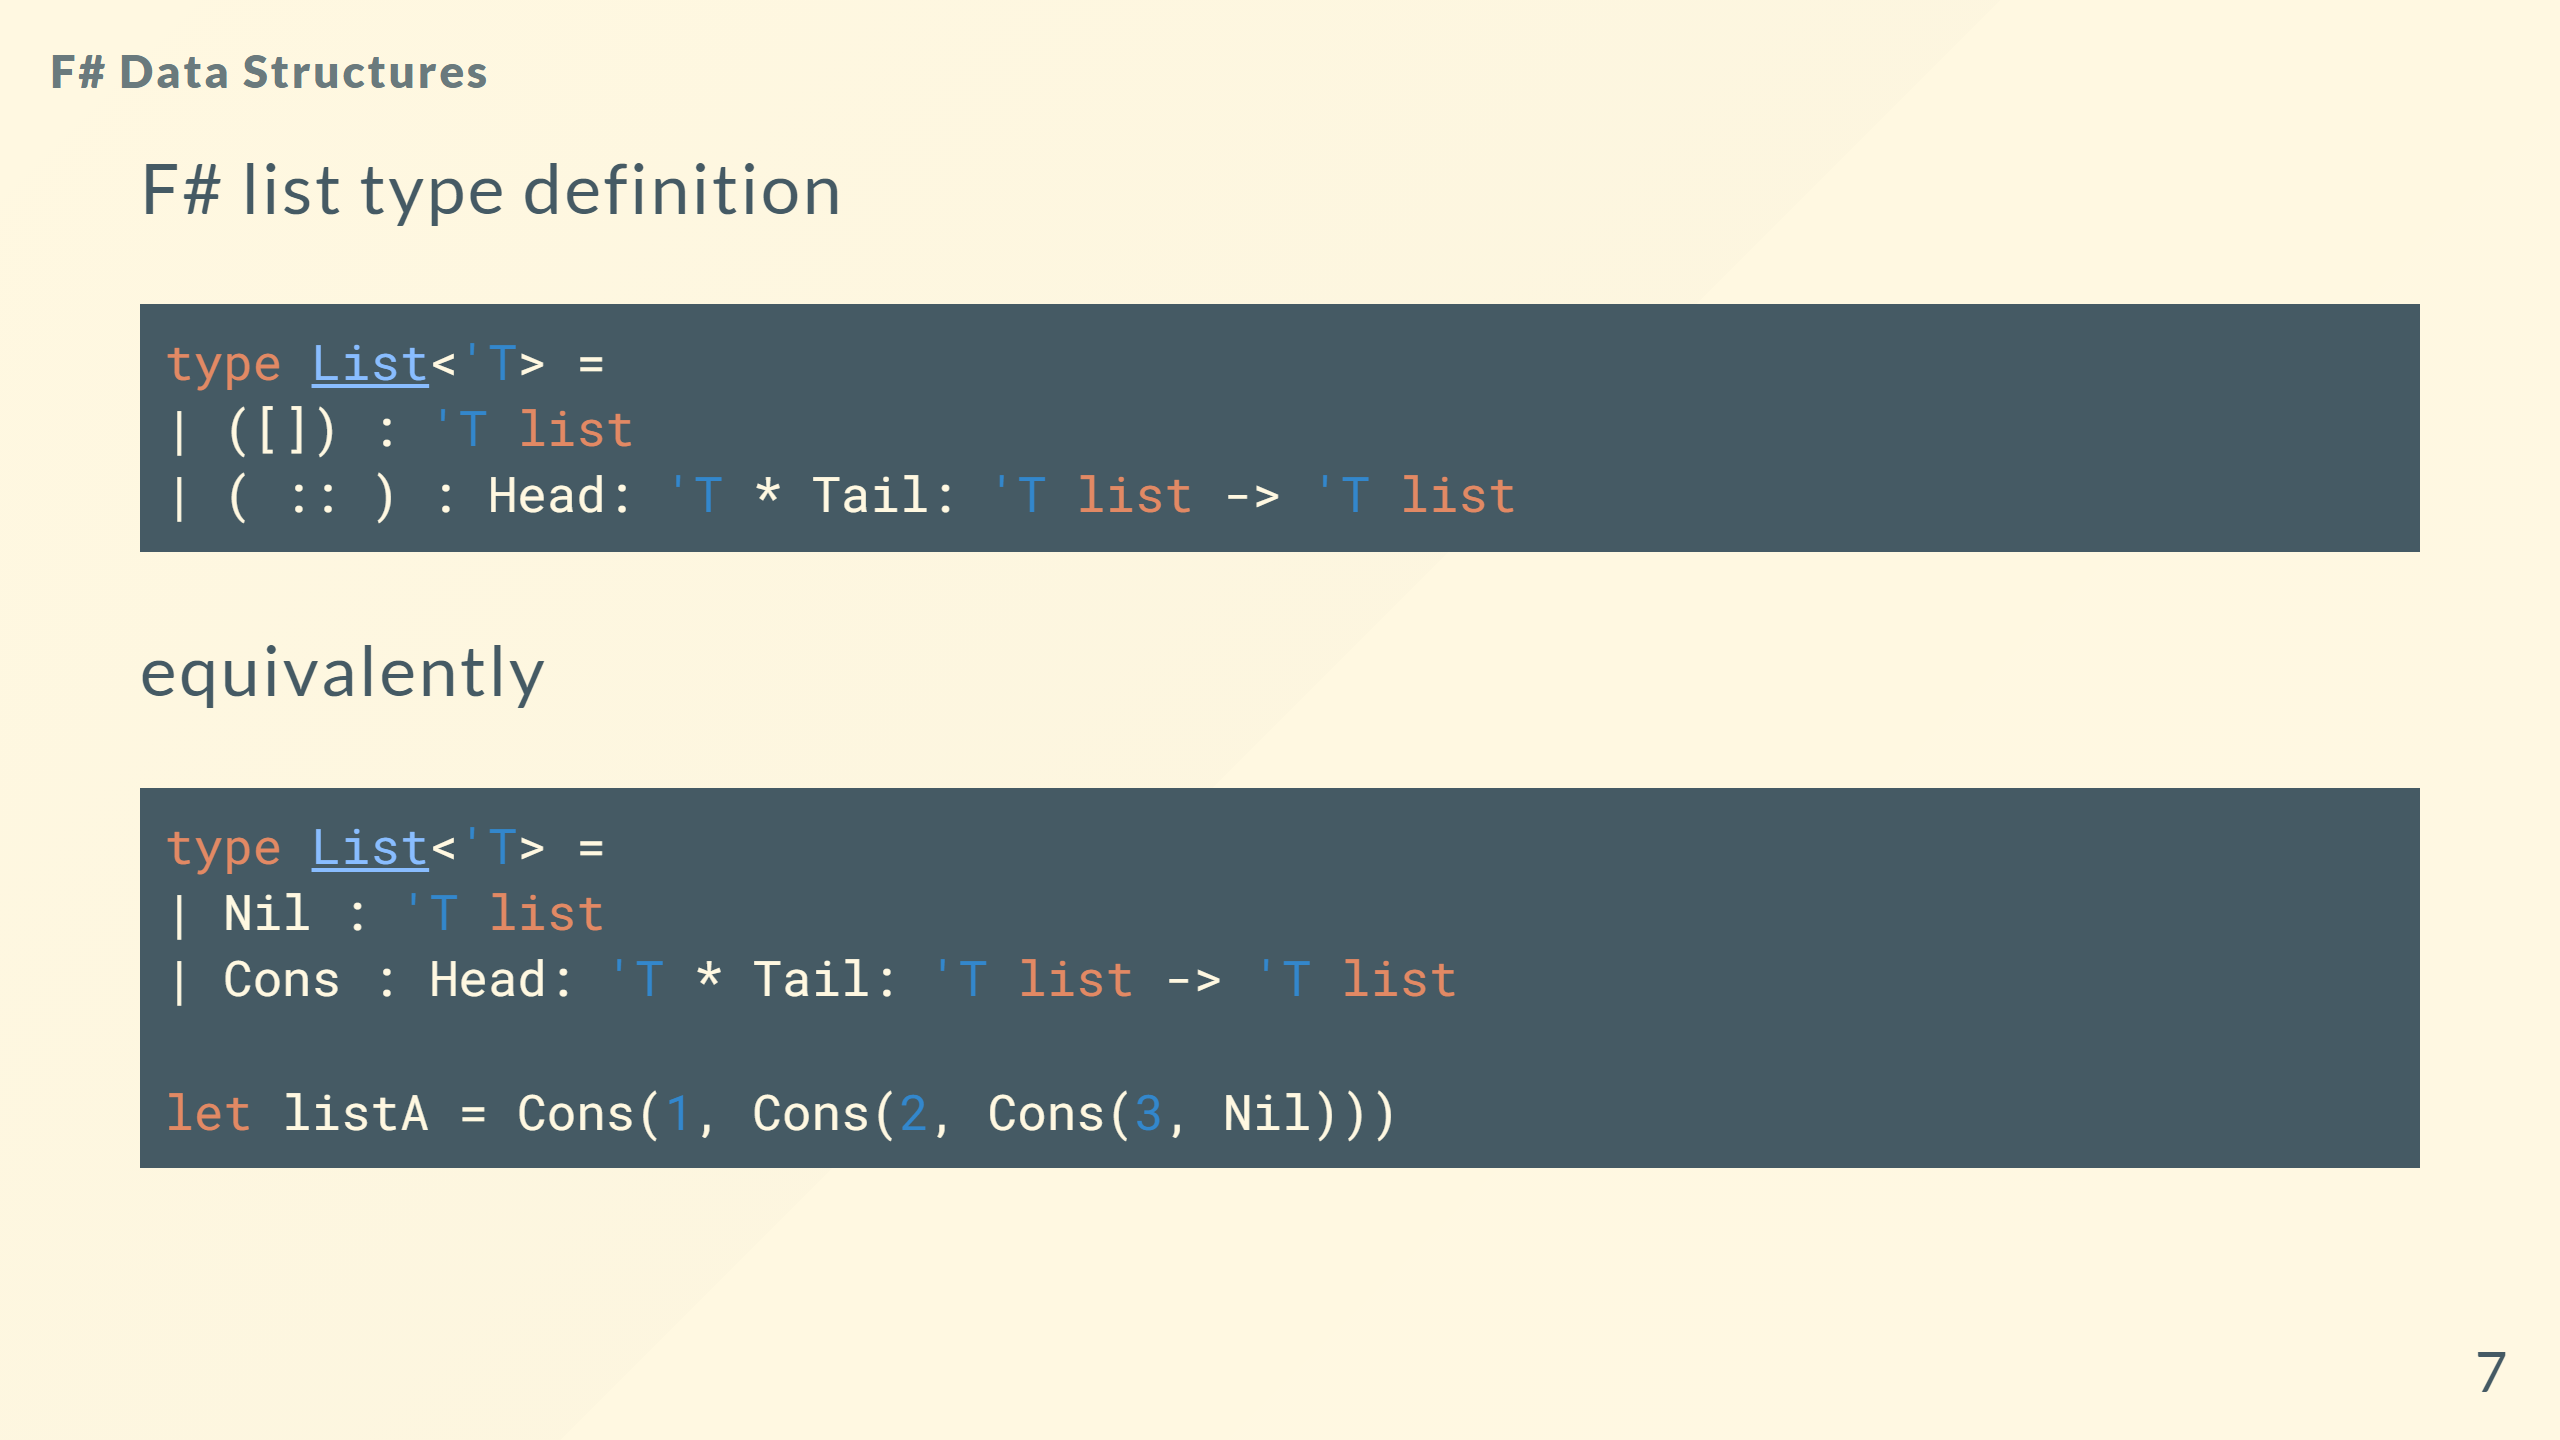 F# Data Structures
F# list type definition
type List<'T> =
| ([]) : 'T list
| ( :: ) : Head: 'T * Tail: 'T list -> 'T list
equivalently
type List<'T> =
| Nil : 'T list
| Cons : Head: 'T * Tail: 'T list -> 'T list
let listA = Cons(1, Cons(2, Cons(3, Nil)))
7